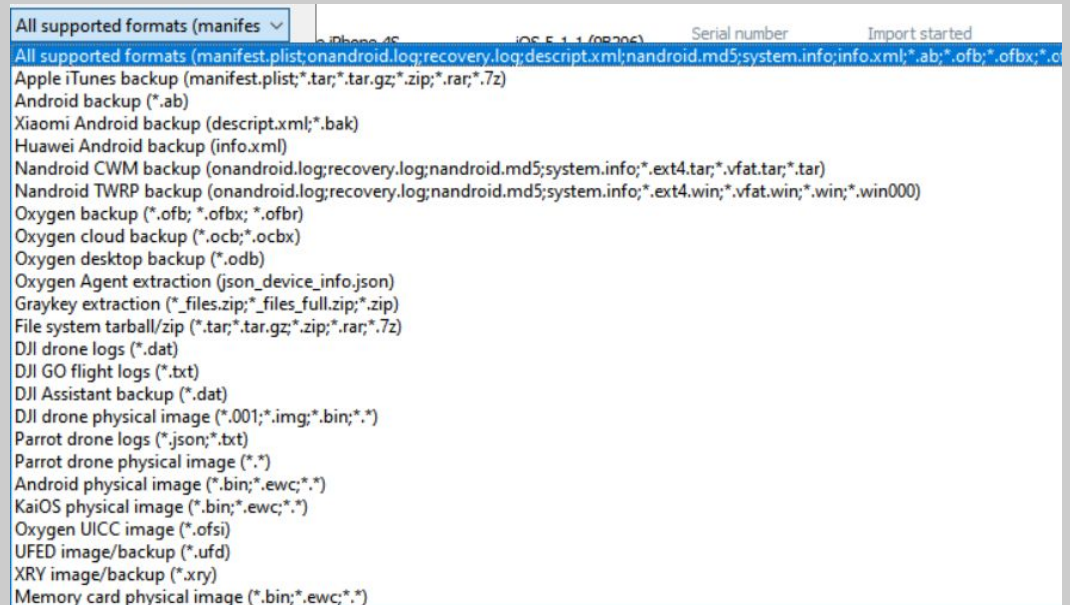 All supported formats (manifes
iPhone 4S iOS 5.1.1 (9B206) Serial number Import started
All supported formats (manifest.plist;onandroid.log;recovery.log;descript.xml;nandroid.md5;system.info;info.xml;*.ab;*.ofb;*.ofbx;*.o
Apple iTunes backup (manifest.plist;*.tar;*.tar.gz;*.zip;*.rar;*.7z)
Android backup (*.ab)
Xiaomi Android backup (descript.xml;*.bak)
Huawei Android backup (info.xml)
Nandroid CWM backup (onandroid.log;recovery.log;nandroid.md5;system.info;*.ext4.tar;*.vfat.tar;*.tar)
Nandroid TWRP backup (onandroid.log;recovery.log;nandroid.md5;system.info;*.ext4.win;*.vfat.win;*.win;*.win000)
Oxygen backup (*.ofb; *.ofbx; *.ofbr)
Oxygen cloud backup (*.ocb;*.ocbx)
Oxygen desktop backup (*.odb)
Oxygen Agent extraction (json_device_info.json)
Graykey extraction (*_files.zip;*_files_full.zip;*.zip)
File system tarball/zip (*.tar;*.tar.gz;*.zip;*.rar;*.7z)
DJI drone logs (*.dat)
DJI GO flight logs (*.txt)
DJI Assistant backup (*.dat)
DJI drone physical image (*.001;*.img;*.bin;*.*)
Parrot drone logs (*.json;*.txt)
Parrot drone physical image (*.*)
Android physical image (*.bin;*.ewc;*.*)
KaiOS physical image (*.bin;*.ewc;*.*)
Oxygen UICC image (*.ofsi)
UFED image/backup (*.ufd)
XRY image/backup (*.xry)
Memory card physical image (*.bin;*.ewc;*.*)